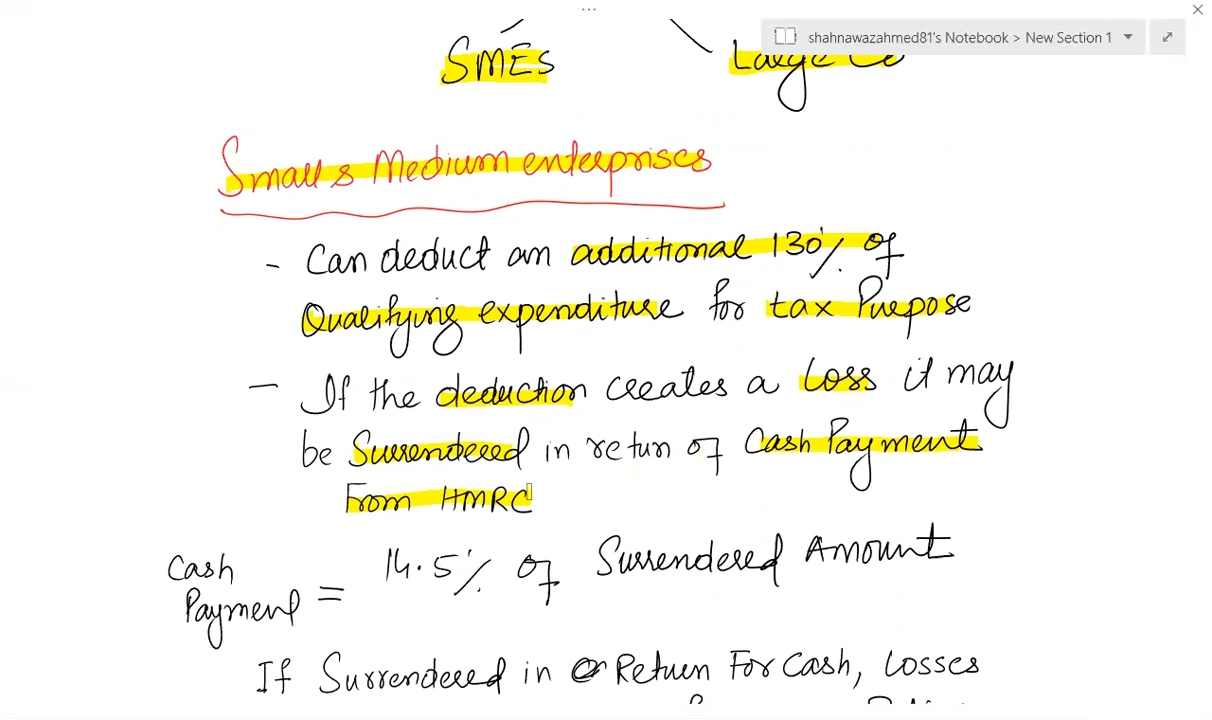 shahnawazahmed81's Notebook > New Section 1
SMEs Large Co
Small & Medium enterprises
- Can deduct an additional 130% of
Qualifying expenditure for tax Purpose
- If the deduction creates a loss it may
be Surrendered in return of Cash Payment
From HMRC
Cash Payment = 14.5% of Surrendered Amount
If Surrendered in Return For Cash, Losses